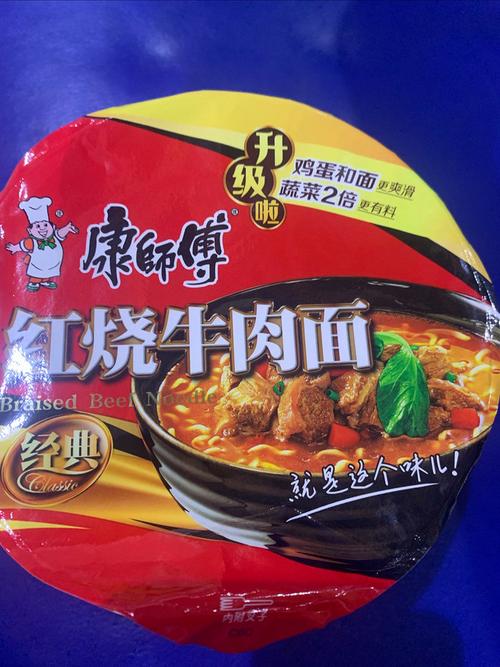 升级啦
鸡蛋和面更爽滑
蔬菜2倍更有料
康師傅
红烧牛肉面
Braised Beef Noodle
经典
Classic
就是这个味儿!
内附叉子